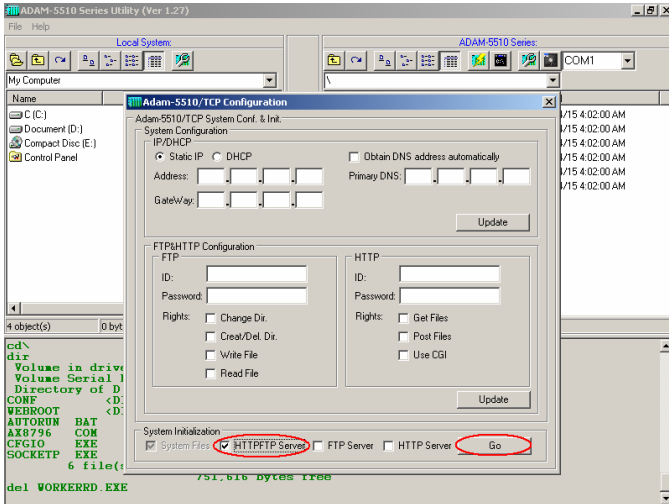 ADAM-5510 Series Utility (Ver 1.27)
File Help
Local System:
ADAM-5510 Series:
COM1
My Computer
\
Name
C (C:)
Document (D:)
Compact Disc (E:)
Control Panel
/15 4:02:00 AM
/15 4:02:00 AM
/15 4:02:00 AM
/15 4:02:00 AM
/15 4:02:00 AM
/15 4:02:00 AM
4 object(s)
0 byt
Adam-5510/TCP Configuration
Adam-5510/TCP System Conf. & Init.
System Configuration
IP/DHCP
Static IP DHCP
Obtain DNS address automatically
Address: . . .
Primary DNS: . . .
GateWay: . . .
Update
FTP&HTTP Configuration
FTP
ID:
Password:
Rights: Change Dir.
Creat/Del. Dir.
Write File
Read File
HTTP
ID:
Password:
Rights: Get Files
Post Files
Use CGI
Update
System Initialization
System Files HTTPFTP Server FTP Server HTTP Server Go
cd\
dir
Volume in drive
Volume Serial
Directory of D
CONF <D
WEBROOT <D
AUTORUN BAT
AX8796 COM
CFGIO EXE
SOCKETP EXE
6 file(s
751,616 bytes free
del WORKERRD.EXE